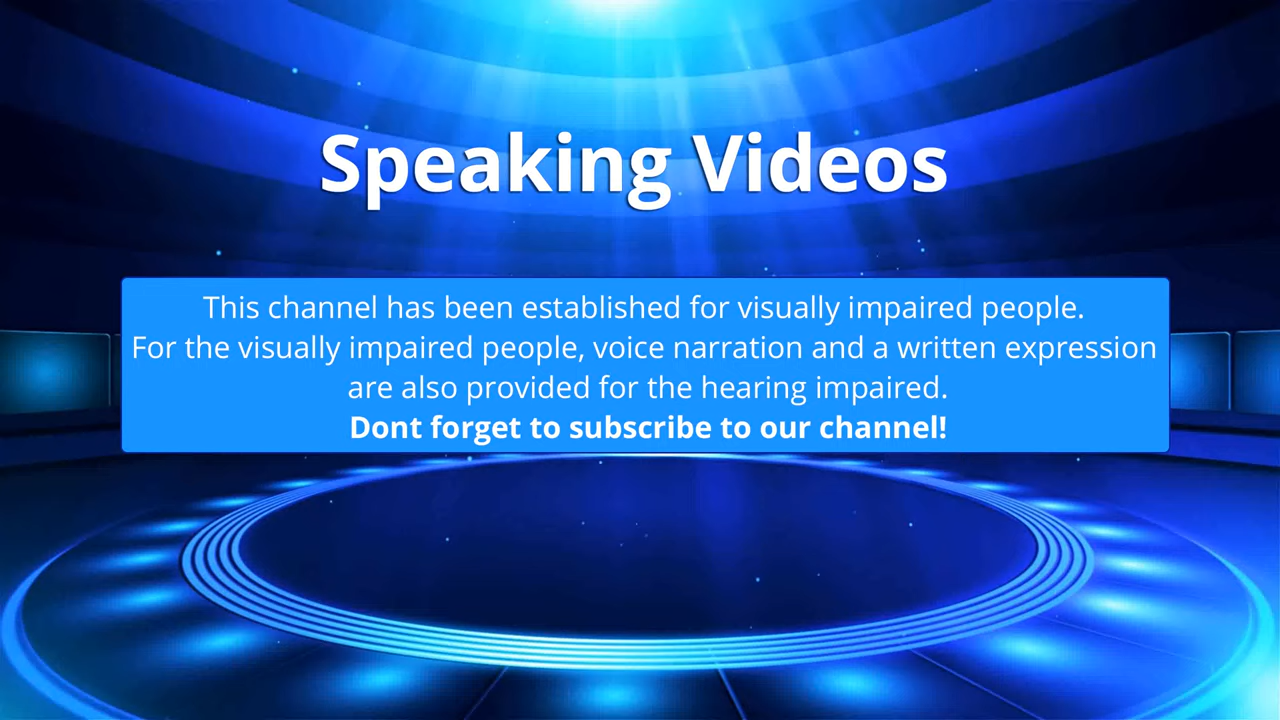 Speaking Videos
This channel has been established for visually impaired people.
For the visually impaired people, voice narration and a written expression
are also provided for the hearing impaired.
Dont forget to subscribe to our channel!